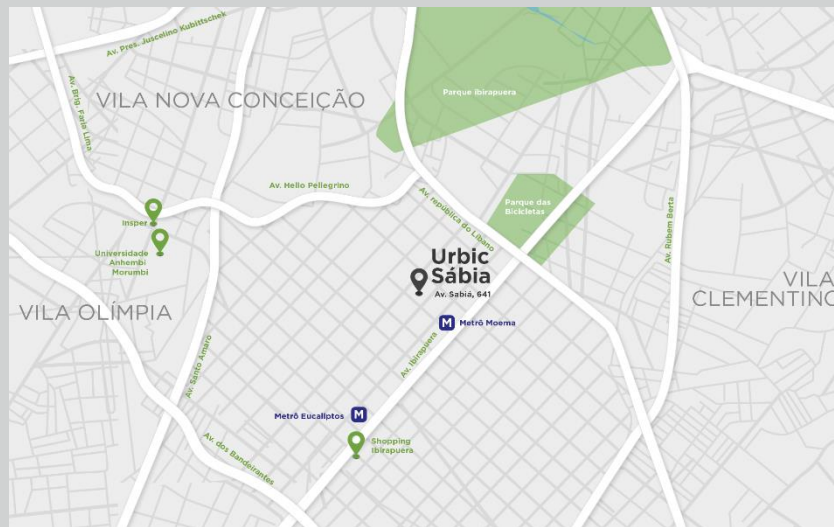 Av. Pres. Juscelino Kubittschek
Av. Brig. Faria Lima
VILA NOVA CONCEIÇÃO
Parque Ibirapuera
Av. Helio Pellegrino
Av. república do Líbano
Parque das
Bicicletas
Av. Rubem Berta
Insper
Universidade
Anhembi
Morumbi
Urbic
Sábia
Av. Sabiá, 641
VILA
CLEMENTINO
VILA OLÍMPIA
M Metrô Moema
Av. Santo Amaro
Av. Ibirapuera
Metrô Eucaliptos M
Av. dos Bandeirantes
Shopping
Ibirapuera